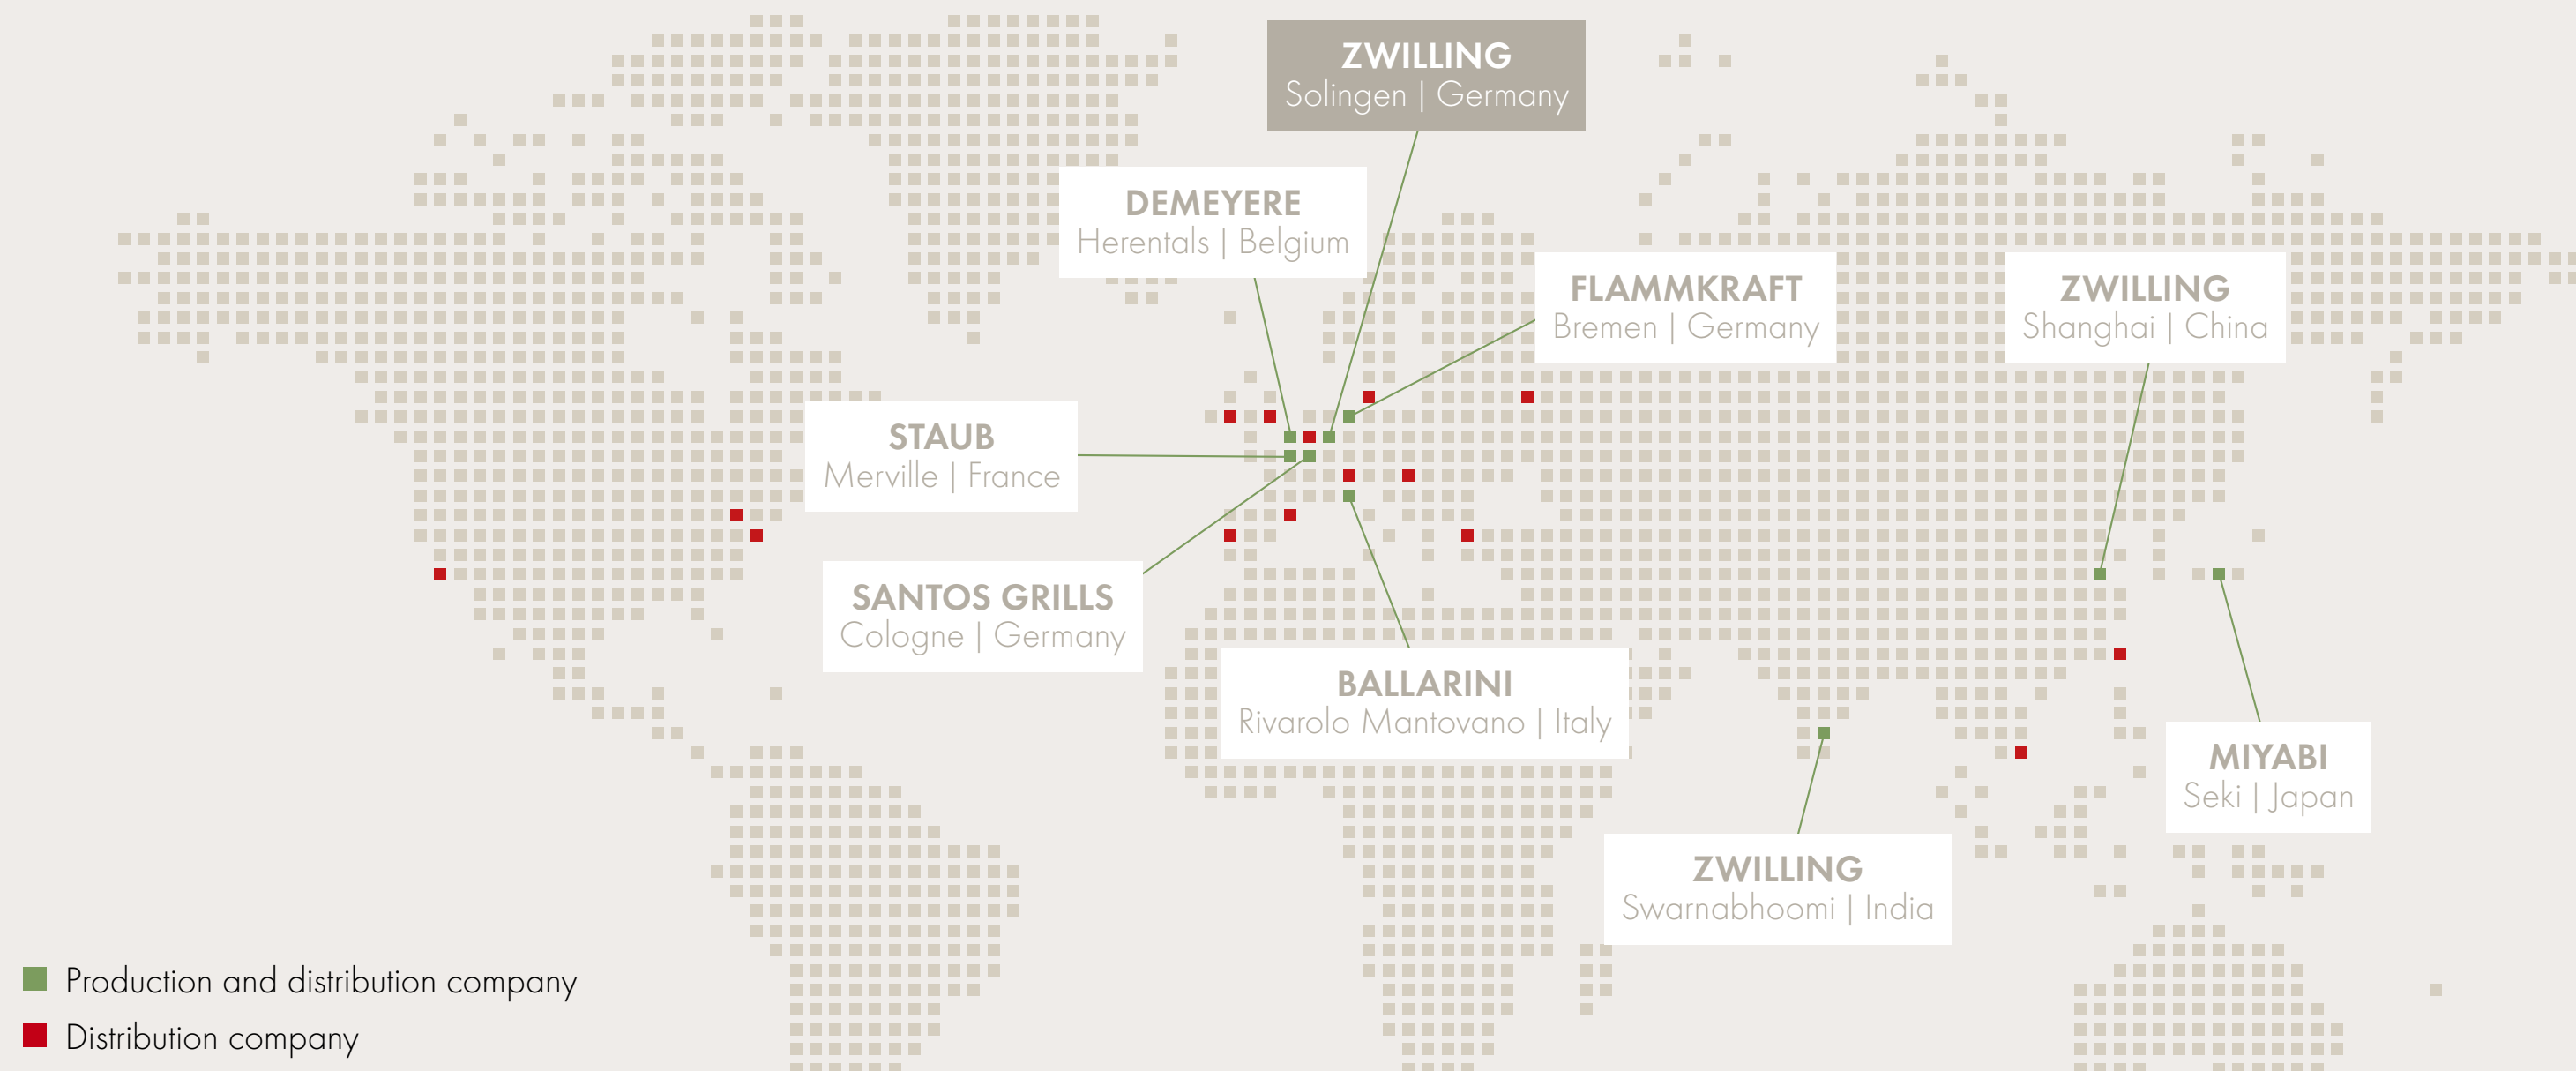 ZWILLING
Solingen | Germany
DEMEYERE
Herentals | Belgium
FLAMMKRAFT
Bremen | Germany
ZWILLING
Shanghai | China
STAUB
Merville | France
SANTOS GRILLS
Cologne | Germany
BALLARINI
Rivarolo Mantovano | Italy
MIYABI
Seki | Japan
ZWILLING
Swarnabhoomi | India
Production and distribution company
Distribution company